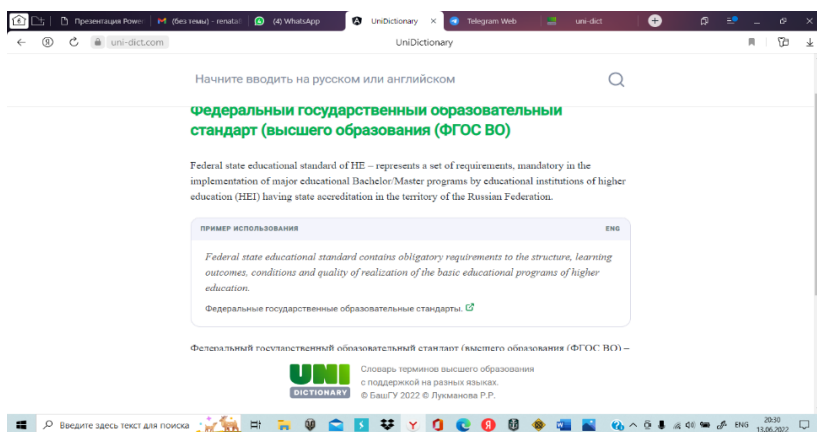 Презентация Power
(без темы) - renatal
(4) WhatsApp
UniDictionary
Telegram Web
uni-dict
uni-dict.com
UniDictionary
Начните вводить на русском или английском
Федеральный государственный образовательный
стандарт (высшего образования (ФГОС ВО)
Federal state educational standard of HE – represents a set of requirements, mandatory in the
implementation of major educational Bachelor/Master programs by educational institutions of higher
education (HEI) having state accreditation in the territory of the Russian Federation.
ПРИМЕР ИСПОЛЬЗОВАНИЯ ENG
Federal state educational standard contains obligatory requirements to the structure, learning
outcomes, conditions and quality of realization of the basic educational programs of higher
education.
Федеральные государственные образовательные стандарты.
Федеральный государственный образовательный стандарт (высшего образования (ФГОС ВО) –
UNI
DICTIONARY
Словарь терминов высшего образования
с поддержкой на разных языках.
© БашГУ 2022 © Лукманова Р.Р.
Введите здесь текст для поиска
ENG
20:30
13.06.2022